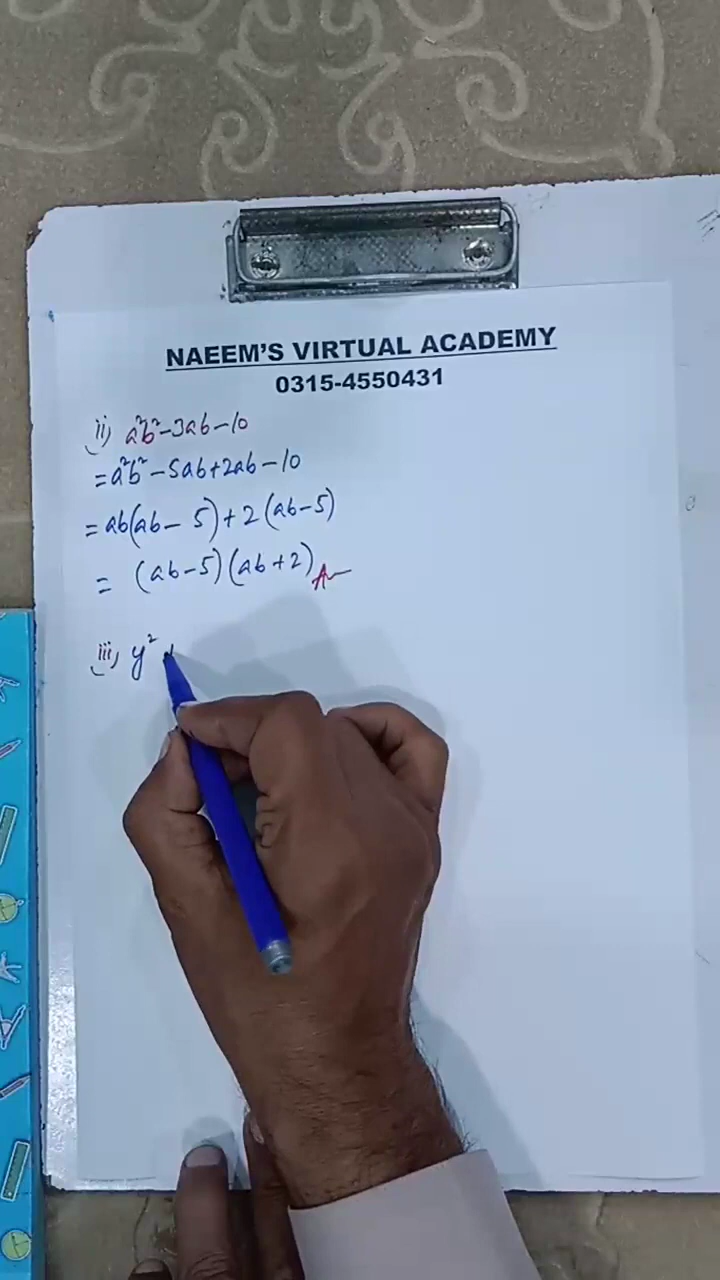 NAEEM'S VIRTUAL ACADEMY
0315-4550431
ii) a²b²-3ab-10
=a²b²-5ab+2ab-10
=ab(ab-5)+2(ab-5)
= (ab-5)(ab+2)
iii) y²